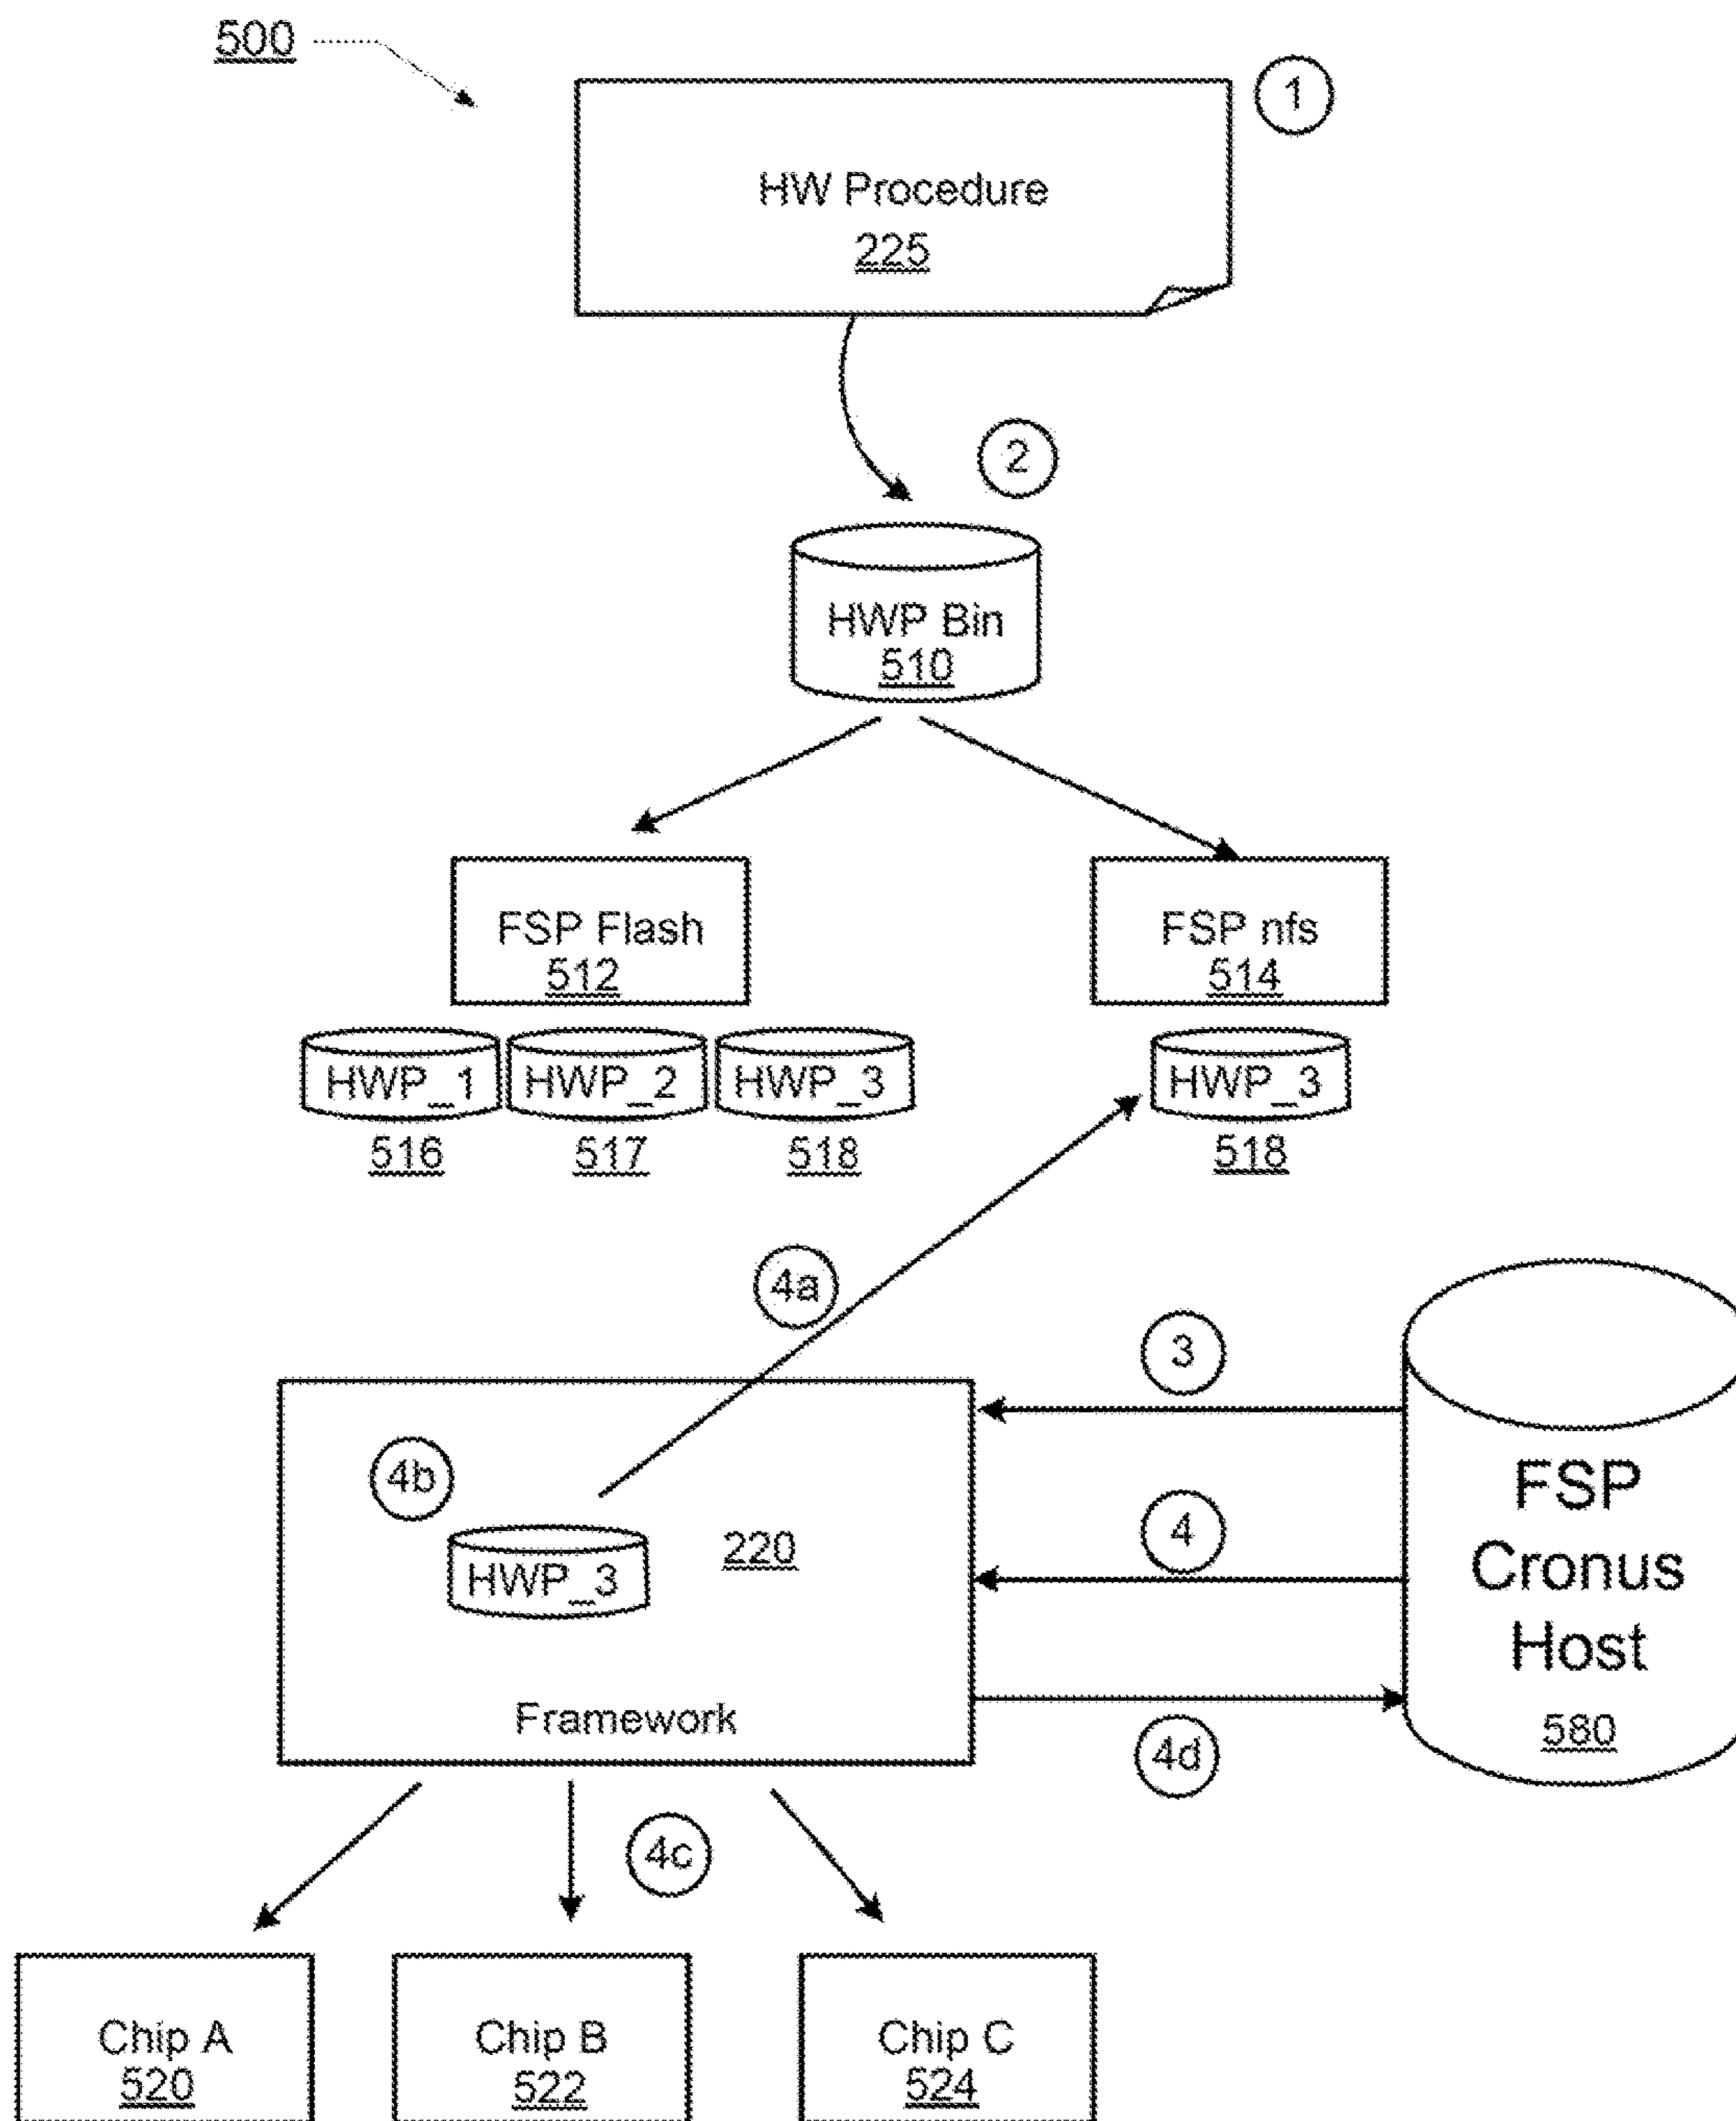 500
1
HW Procedure
225
2
HWP Bin
510
FSP Flash
512
FSP nfs
514
HWP_1
HWP_2
HWP_3
HWP_3
516
517
518
518
4a
3
4b
HWP_3
220
4
FSP
Cronus
Host
580
Framework
4d
4c
Chip A
520
Chip B
522
Chip C
524